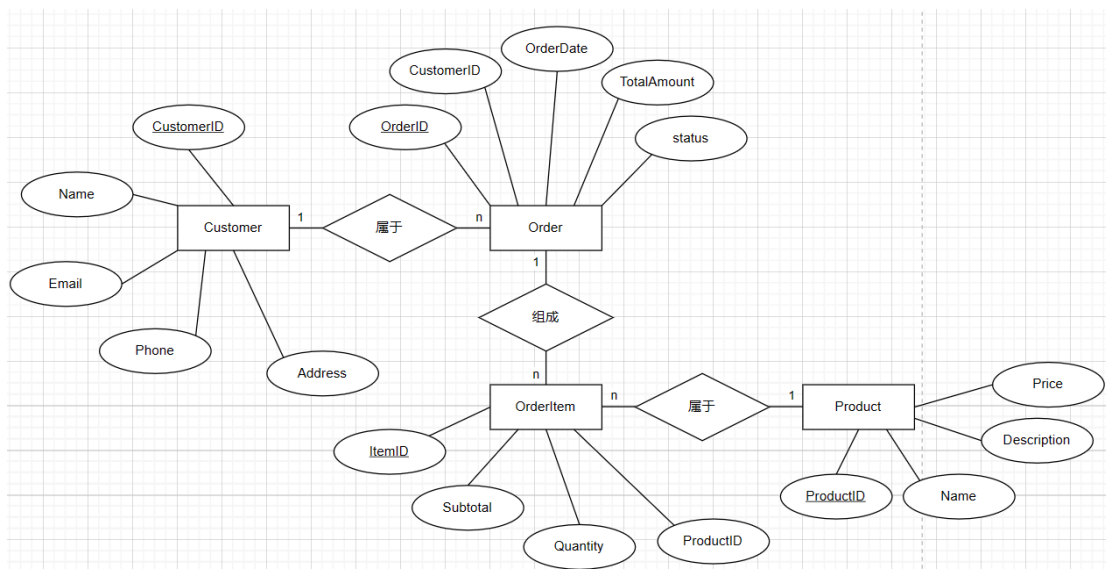 OrderDate
CustomerID
TotalAmount
CustomerID
OrderID
status
Name
Customer
1
属于
n
Order
1
Email
组成
Phone
Address
n
OrderItem
n
属于
1
Product
Price
Description
ItemID
Subtotal
ProductID
Name
Quantity
ProductID